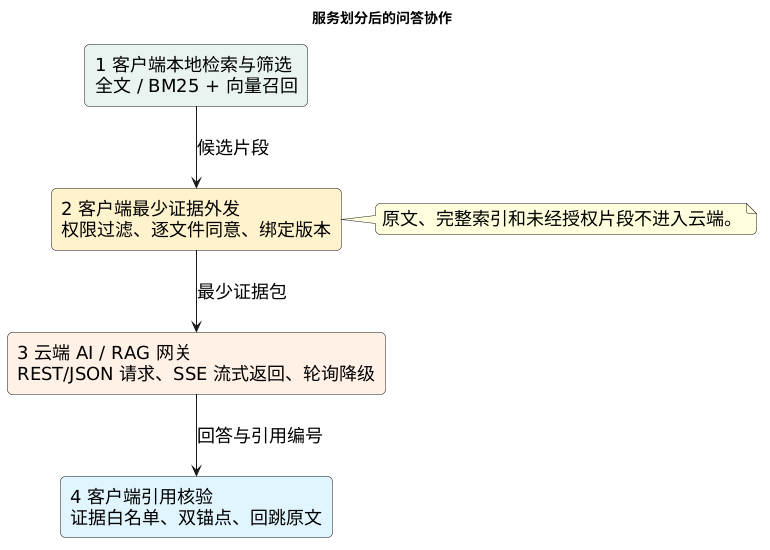 服务划分后的问答协作
1 客户端本地检索与筛选
全文 / BM25 + 向量召回
候选片段
2 客户端最少证据外发
权限过滤、逐文件同意、绑定版本
原文、完整索引和未经授权片段不进入云端。
最少证据包
3 云端 AI / RAG 网关
REST/JSON 请求、SSE 流式返回、轮询降级
回答与引用编号
4 客户端引用核验
证据白名单、双锚点、回跳原文